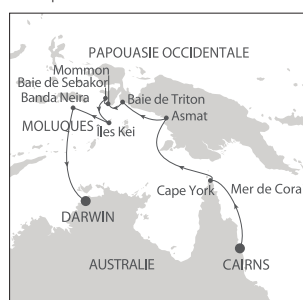 PAPOUASIE OCCIDENTALE
Mommon
Baie de Sebakor
Banda Neira
Baie de Triton
Asmat
MOLUQUES
Îles Kei
Cape York
Mer de Cora
DARWIN
AUSTRALIE
CAIRNS